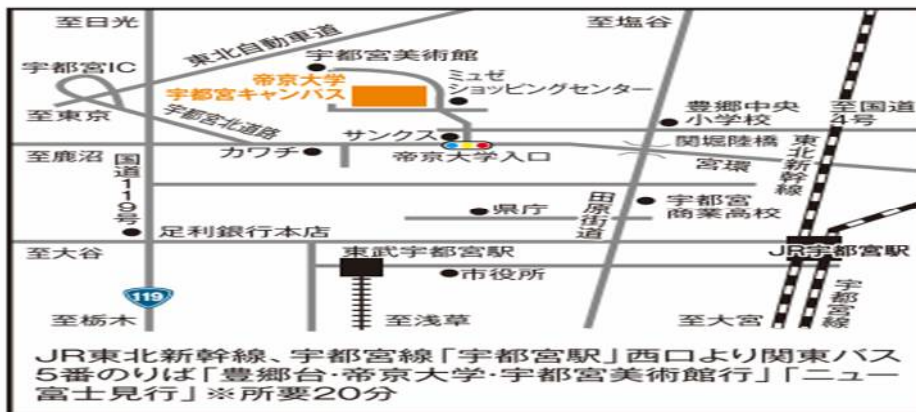 至日光
至塩谷
東北自動車道
宇都宮美術館
宇都宮IC
帝京大学
宇都宮キャンパス
ミュゼ
ショッピングセンター
至東京
宇都宮北道路
豊郷中央
小学校
至国道
4号
サンクス
至鹿沼
カワチ
帝京大学入口
関堀陸橋
宮環
東北新幹線
国道119号
田原街道
県庁
宇都宮
商業高校
足利銀行本店
至大谷
東武宇都宮駅
JR宇都宮駅
市役所
119
宇都宮線
至栃木
至浅草
至大宮
JR東北新幹線、宇都宮線「宇都宮駅」西口より関東バス
5番のりば「豊郷台·帝京大学·宇都宮美術館行」「ニュー
富士見行」※所要20分